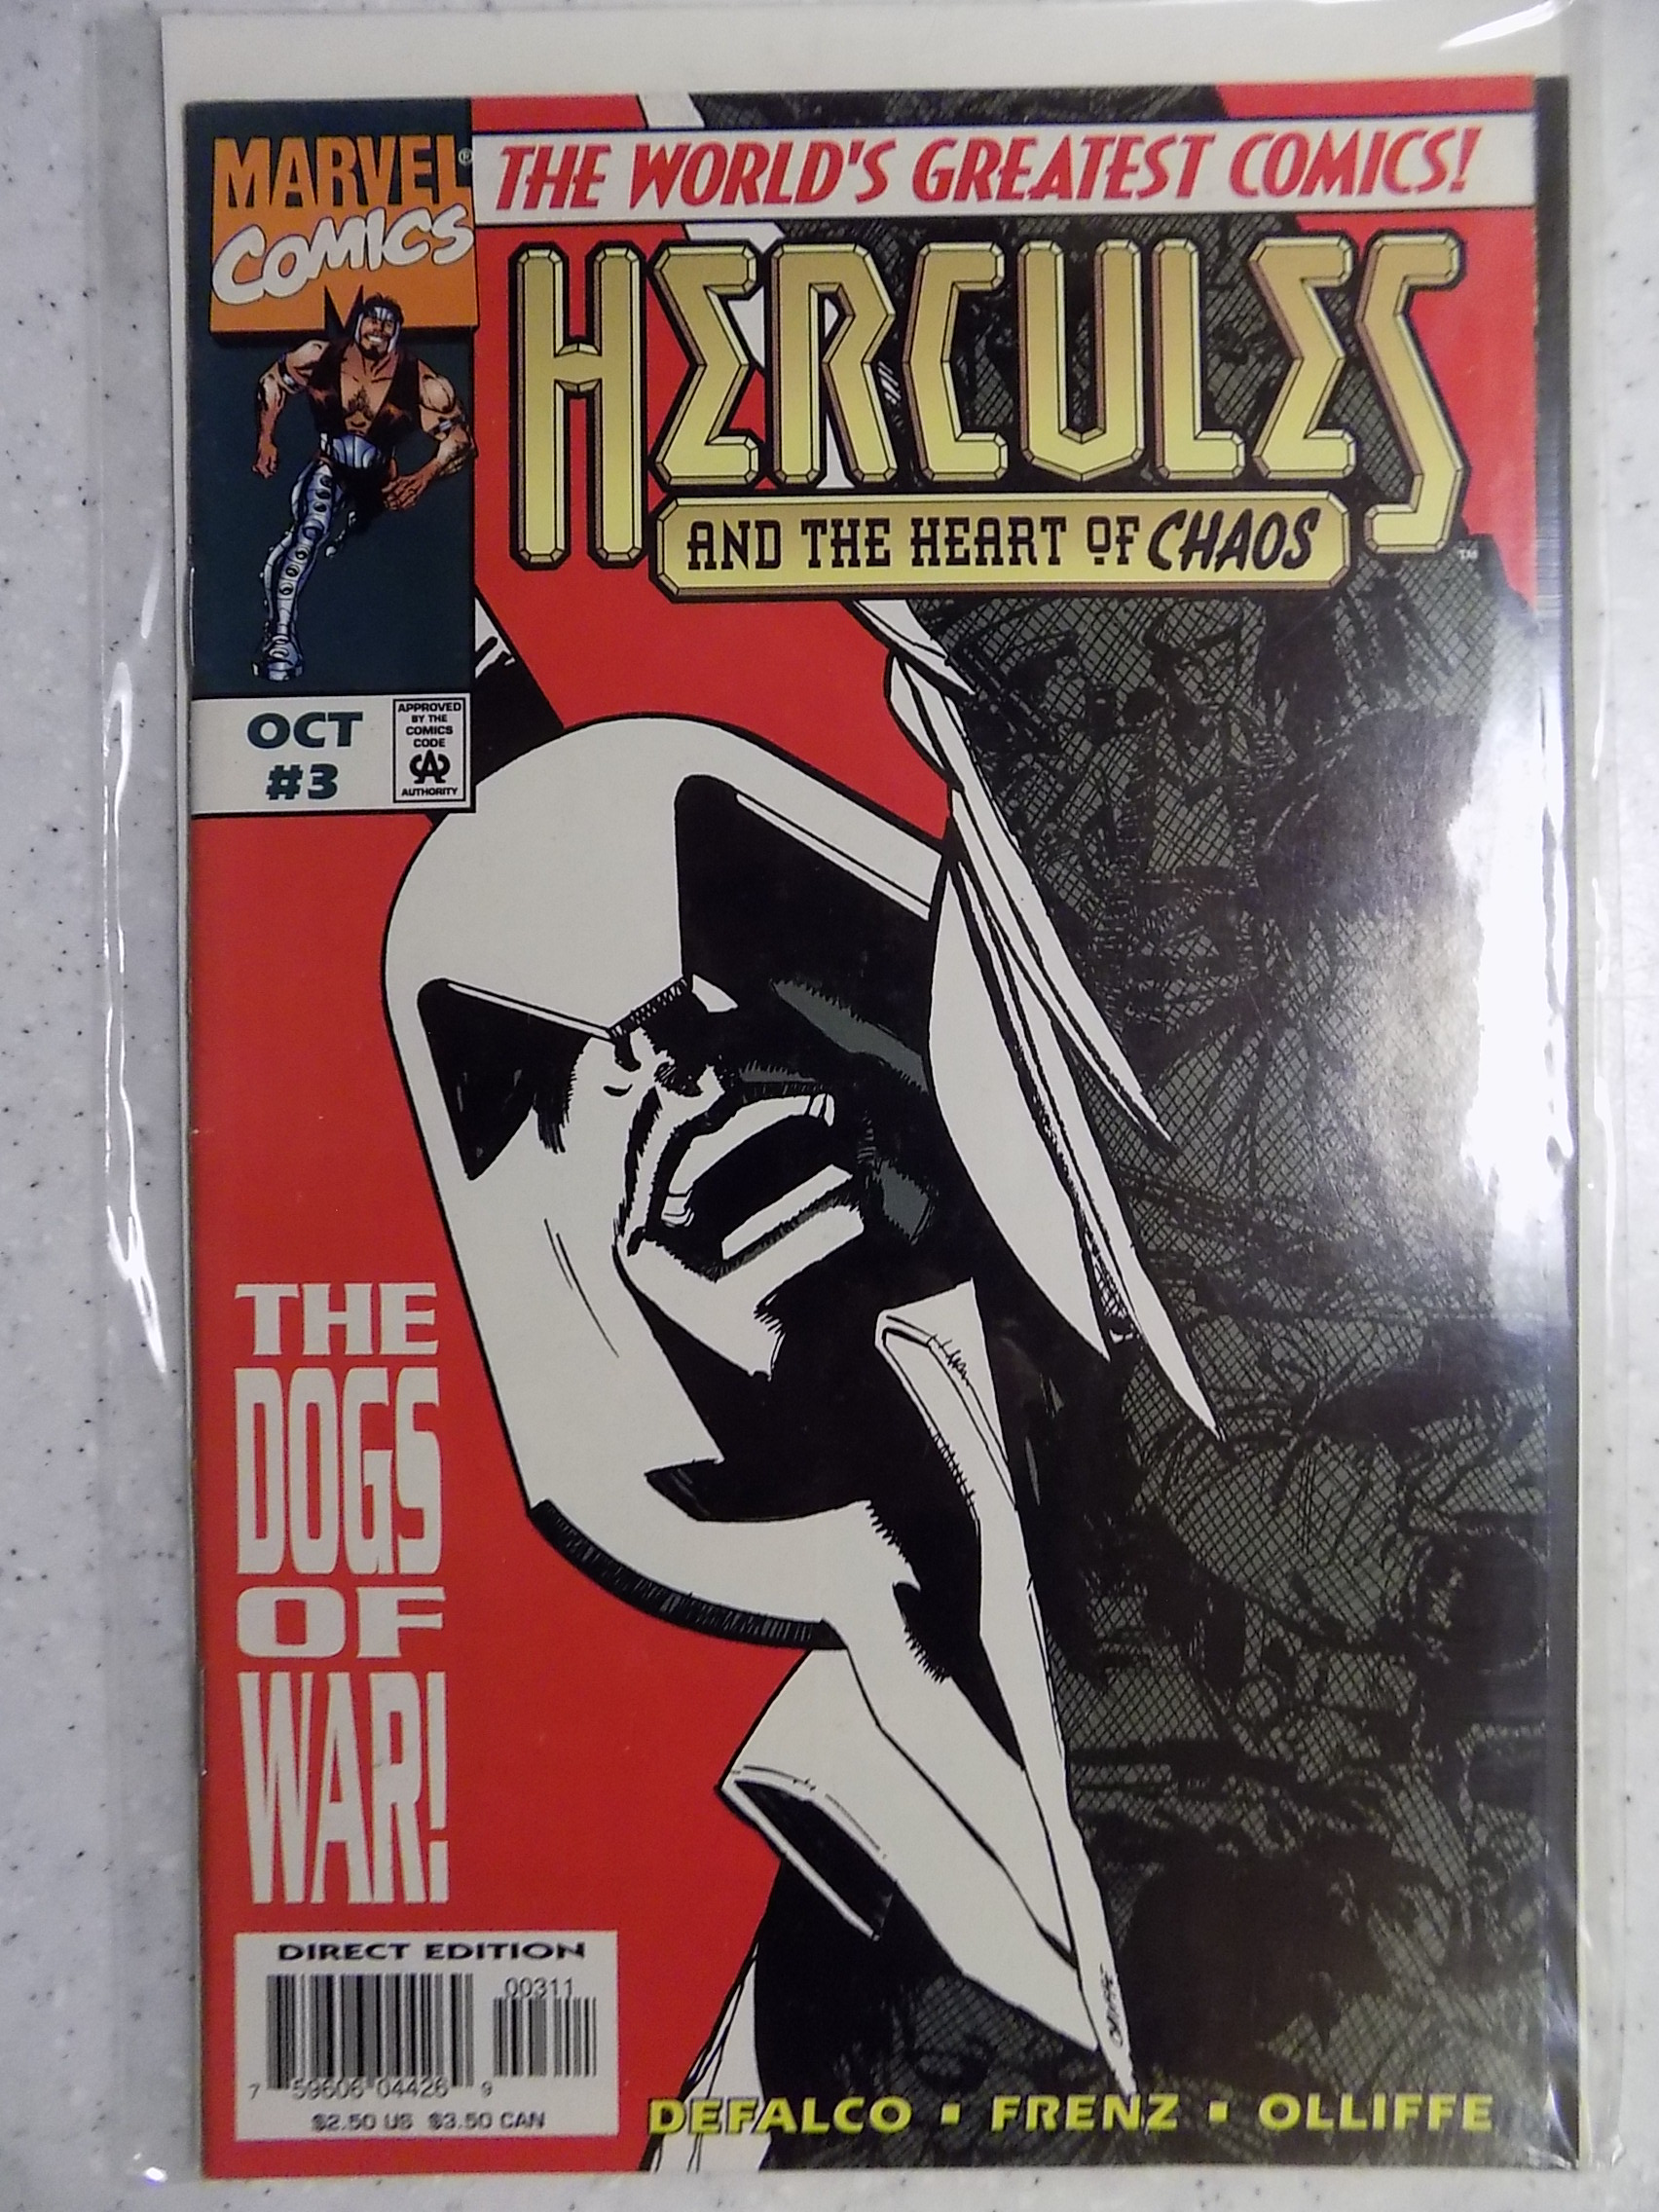 MARVEL®
COMICS
THE WORLD'S GREATEST COMICS!
HERCULES™
AND THE HEART OF CHAOS
OCT
#3
APPROVED
BY THE
COMICS
CODE
CA
AUTHORITY
THE
DOGS
OF
WAR!
DIRECT EDITION
00311
7 59606 04426 9
$2.50 US $3.50 CAN
DEFALCO ▪ FRENZ ▪ OLLIFFE